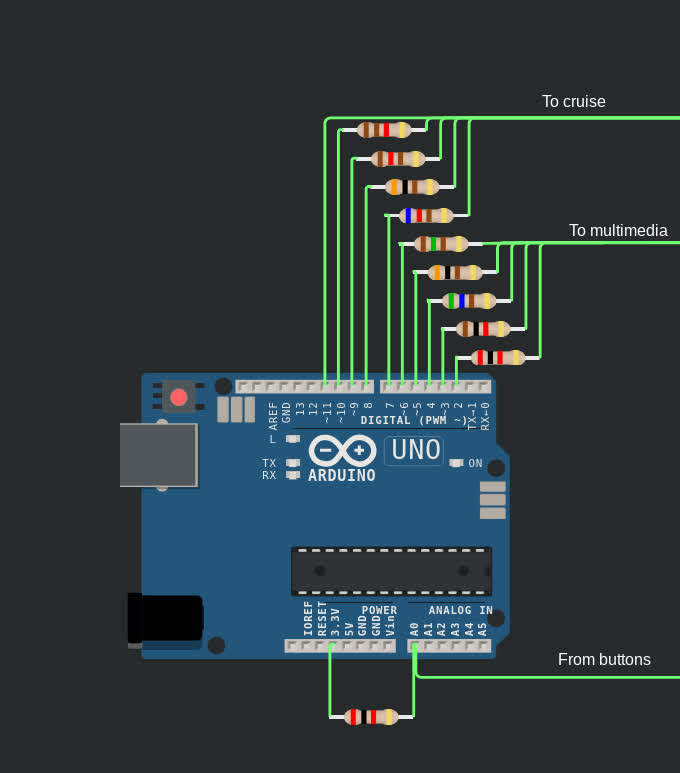 To cruise
To multimedia
AREF
GND
13
12
~11
~10
~9
8
7
~6
~5
4
~3
2
TX→1
RX←0
DIGITAL (PWM ~)
L
TX
RX
ARDUINO
UNO
ON
POWER
ANALOG IN
IOREF
RESET
3.3V
5V
GND
GND
Vin
A0
A1
A2
A3
A4
A5
From buttons